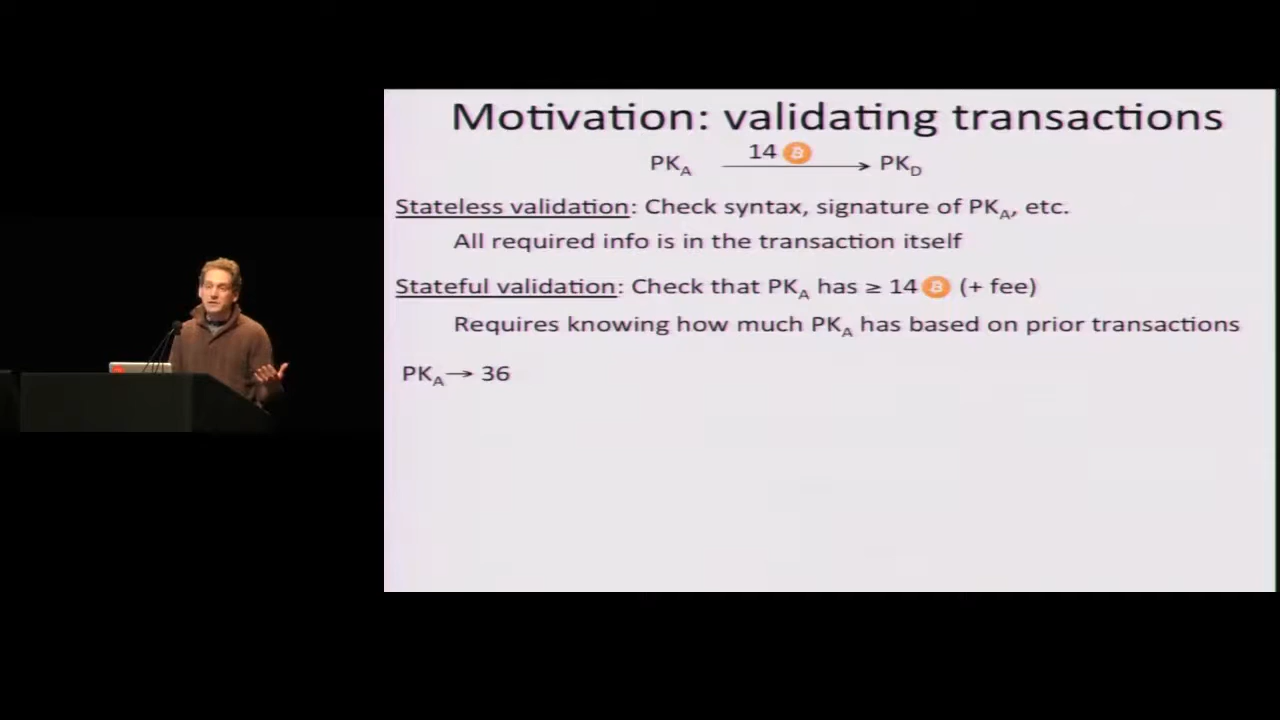 Motivation: validating transactions
PKA 14 → PKD
Stateless validation: Check syntax, signature of PKA, etc.
All required info is in the transaction itself
Stateful validation: Check that PKA has ≥ 14 ₿ (+ fee)
Requires knowing how much PKA has based on prior transactions
PKA → 36